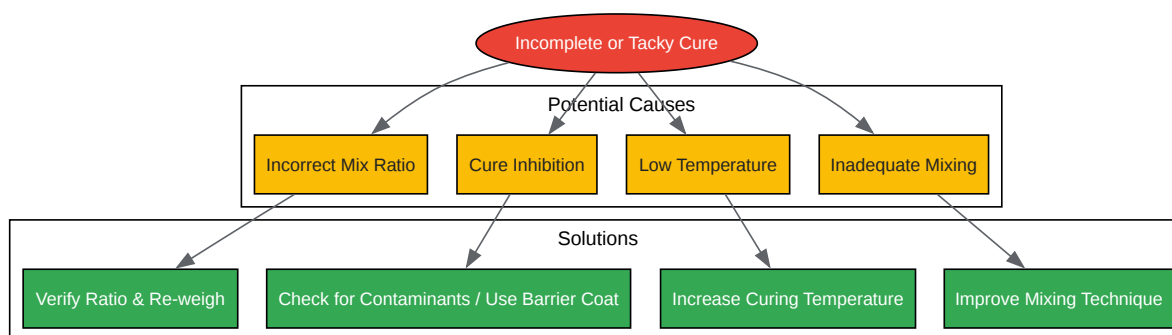 Incomplete or Tacky Cure
Potential Causes
Incorrect Mix Ratio
Cure Inhibition
Low Temperature
Inadequate Mixing
Solutions
Verify Ratio & Re-weigh
Check for Contaminants / Use Barrier Coat
Increase Curing Temperature
Improve Mixing Technique